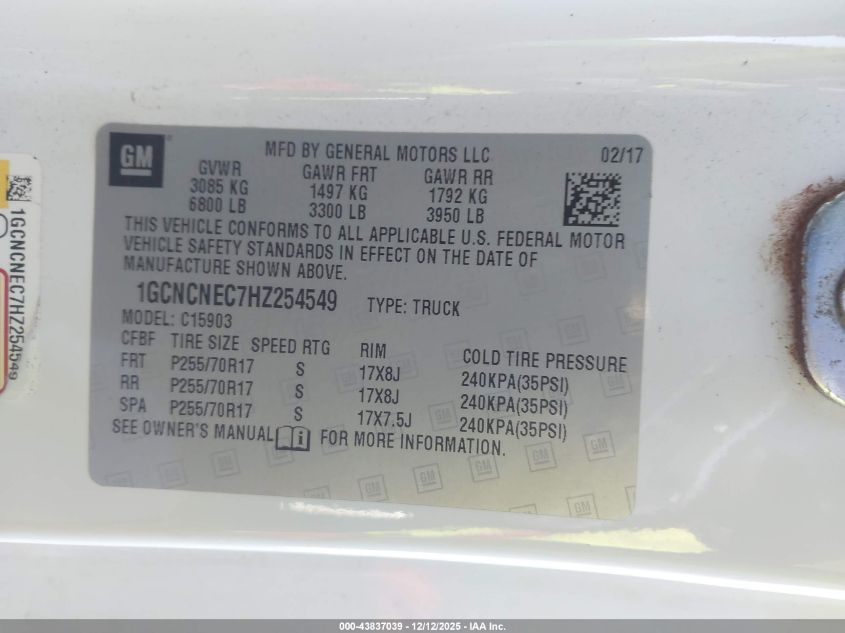 GM
MFD BY GENERAL MOTORS LLC 02/17
GVWR GAWR FRT GAWR RR
3085 KG 1497 KG 1792 KG
6800 LB 3300 LB 3950 LB
THIS VEHICLE CONFORMS TO ALL APPLICABLE U.S. FEDERAL MOTOR
VEHICLE SAFETY STANDARDS IN EFFECT ON THE DATE OF
MANUFACTURE SHOWN ABOVE.
1GCNCNEC7HZ254549 TYPE: TRUCK
MODEL: C15903
CFBF TIRE SIZE SPEED RTG RIM COLD TIRE PRESSURE
FRT P255/70R17 S 17X8J 240KPA(35PSI)
RR P255/70R17 S 17X8J 240KPA(35PSI)
SPA P255/70R17 S 17X7.5J 240KPA(35PSI)
SEE OWNER'S MANUAL i FOR MORE INFORMATION.
1GCNCNEC7HZ254549
000-43837039 - 12/12/2025 - IAA Inc.